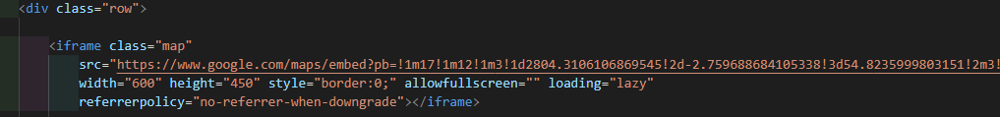 <div class="row">
<iframe class="map"
src="https://www.google.com/maps/embed?pb=!1m17!1m12!1m3!1d2804.3106106869545!2d-2.759688684105338!3d54.8235999803151!2m3!
width="600" height="450" style="border:0;" allowfullscreen="" loading="lazy"
referrerpolicy="no-referrer-when-downgrade"></iframe>